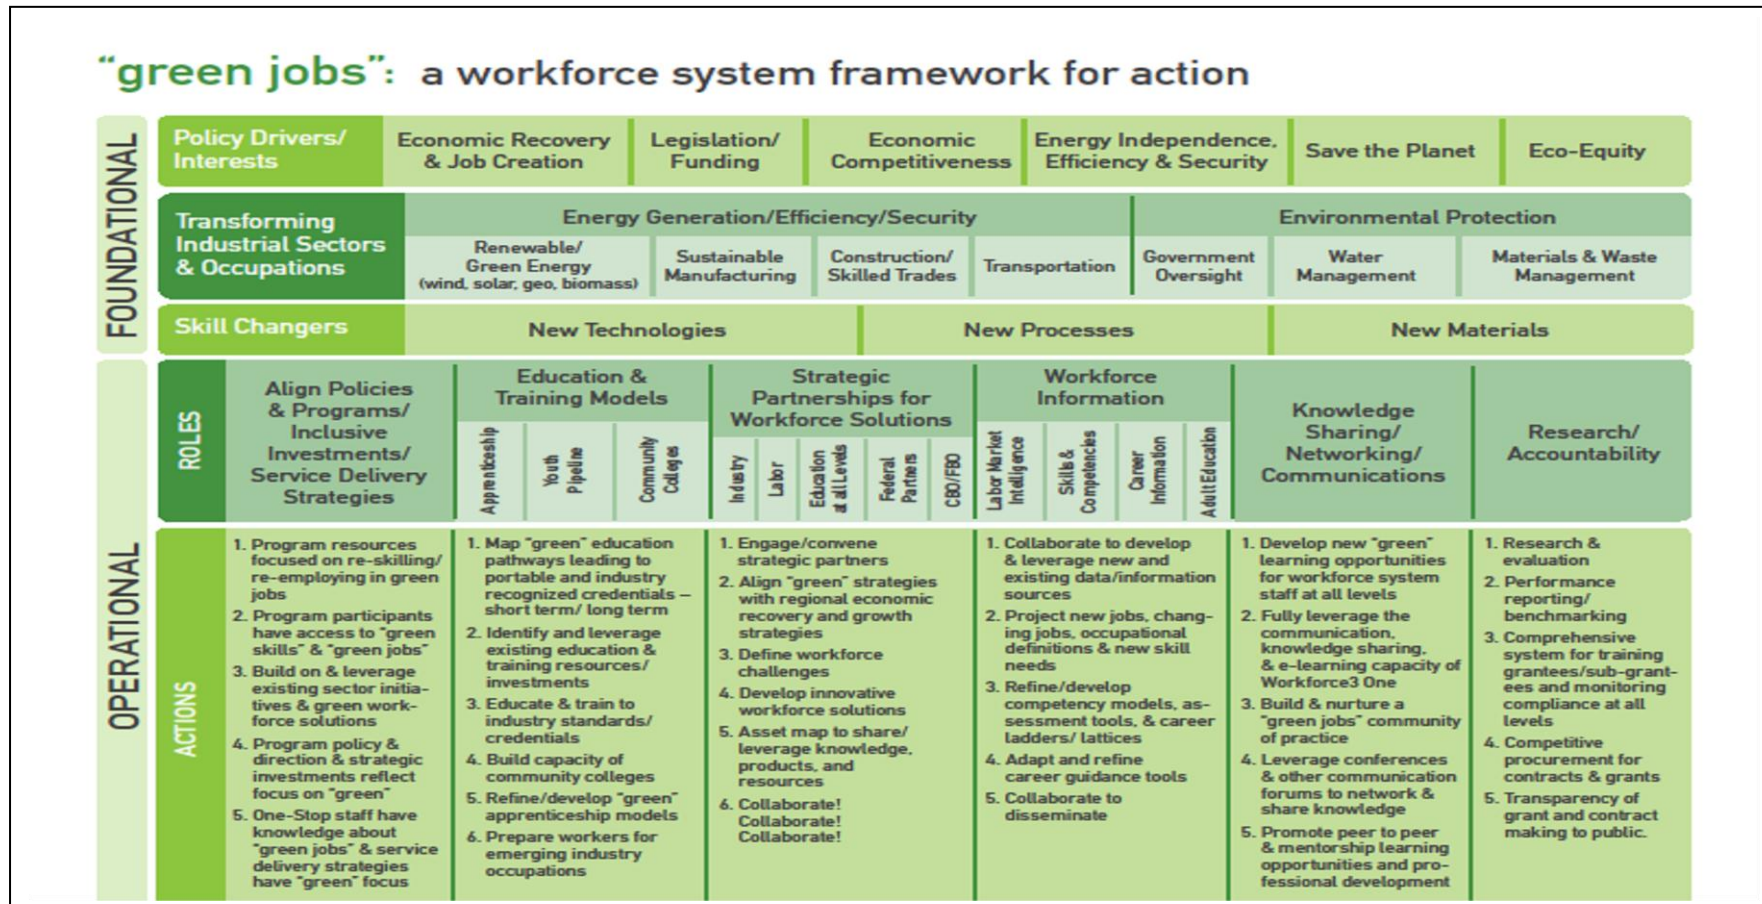 “green jobs”: a workforce system framework for action
FOUNDATIONAL
Policy Drivers/
Interests
Economic Recovery
& Job Creation
Legislation/
Funding
Economic
Competitiveness
Energy Independence,
Efficiency & Security
Save the Planet
Eco-Equity
Transforming
Industrial Sectors
& Occupations
Energy Generation/Efficiency/Security
Environmental Protection
Renewable/
Green Energy
(wind, solar, geo, biomass)
Sustainable
Manufacturing
Construction/
Skilled Trades
Transportation
Government
Oversight
Water
Management
Materials & Waste
Management
Skill Changers
New Technologies
New Processes
New Materials
OPERATIONAL
ROLES
Align Policies
& Programs/
Inclusive
Investments/
Service Delivery
Strategies
Education &
Training Models
Apprenticeship
Youth
Pipeline
Community
Colleges
Strategic
Partnerships for
Workforce Solutions
Industry
Labor
Education
at all Levels
Federal
Partners
CBO/FBO
Workforce
Information
Labor Market
Intelligence
Skills &
Competencies
Career
Information
Adult Education
Knowledge
Sharing/
Networking/
Communications
Research/
Accountability
ACTIONS
1. Program resources
focused on re-skilling/
re-employing in green
jobs
2. Program participants
have access to “green
skills” & “green jobs”
3. Build on & leverage
existing sector initia-
tives & green work-
force solutions
4. Program policy &
direction & strategic
investments reflect
focus on “green”
5. One-Stop staff have
knowledge about
“green jobs” & service
delivery strategies
have “green” focus
1. Map “green” education
pathways leading to
portable and industry
recognized credentials –
short term/ long term
2. Identify and leverage
existing education &
training resources/
investments
3. Educate & train to
industry standards/
credentials
4. Build capacity of
community colleges
5. Refine/develop “green”
apprenticeship models
6. Prepare workers for
emerging industry
occupations
1. Engage/convene
strategic partners
2. Align “green” strategies
with regional economic
recovery and growth
strategies
3. Define workforce
challenges
4. Develop innovative
workforce solutions
5. Asset map to share/
leverage knowledge,
products, and
resources
6. Collaborate!
Collaborate!
Collaborate!
1. Collaborate to develop
& leverage new and
existing data/information
sources
2. Project new jobs, chang-
ing jobs, occupational
definitions & new skill
needs
3. Refine/develop
competency models, as-
sessment tools, & career
ladders/ lattices
4. Adapt and refine
career guidance tools
5. Collaborate to
disseminate
1. Develop new “green”
learning opportunities
for workforce system
staff at all levels
2. Fully leverage the
communication,
knowledge sharing,
& e-learning capacity of
Workforce3 One
3. Build & nurture a
“green jobs” community
of practice
4. Leverage conferences
& other communication
forums to network &
share knowledge
5. Promote peer to peer
& mentorship learning
opportunities and pro-
fessional development
1. Research &
evaluation
2. Performance
reporting/
benchmarking
3. Comprehensive
system for training
grantees/sub-grant-
ees and monitoring
compliance at all
levels
4. Competitive
procurement for
contracts & grants
5. Transparency of
grant and contract
making to public.